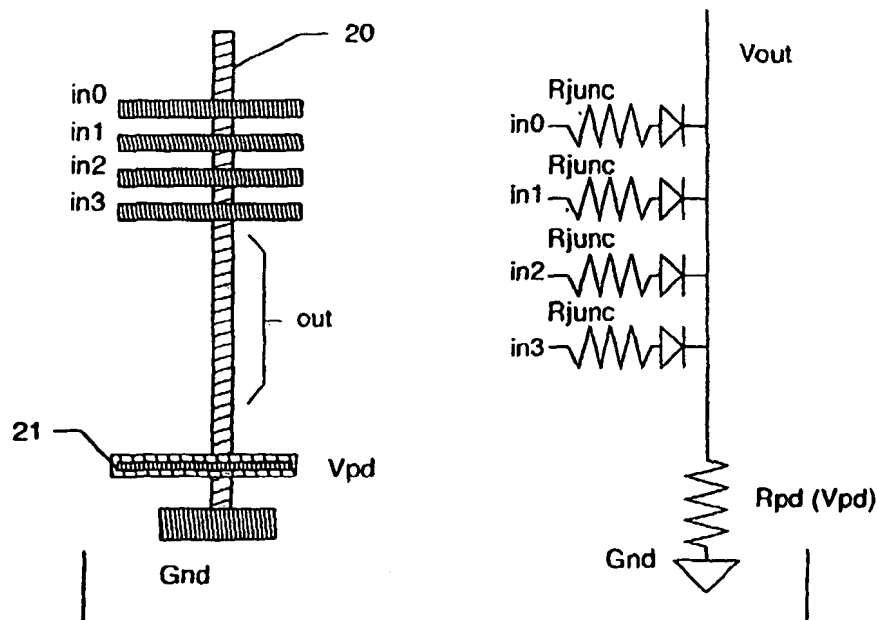 20
in0
in1
in2
in3
out
21
Vpd
Gnd
Vout
Rjunc
in0
Rjunc
in1
Rjunc
in2
Rjunc
in3
Rpd (Vpd)
Gnd